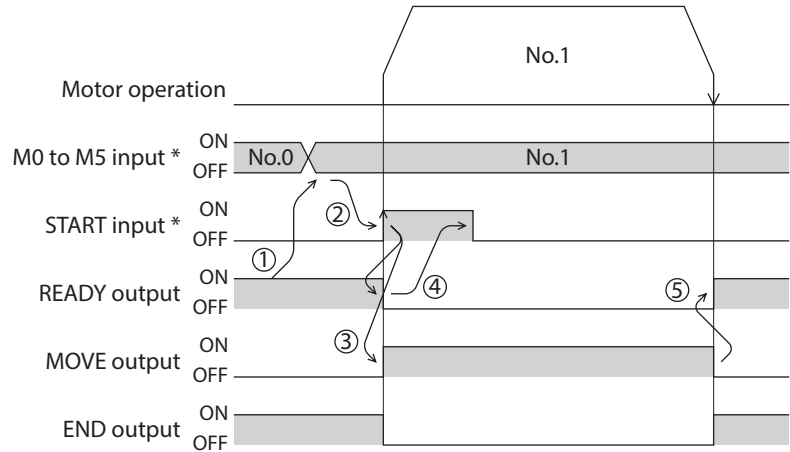 No.1
Motor operation
M0 to M5 input * ON OFF No.0 No.1
START input * ON OFF ②
①
READY output ON OFF ④ ⑤
MOVE output ON OFF ③
END output ON OFF